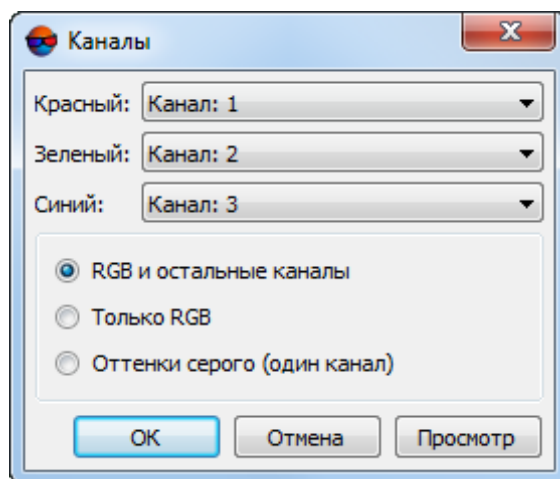 Каналы
Красный: Канал: 1
Зеленый: Канал: 2
Синий: Канал: 3
RGB и остальные каналы
Только RGB
Оттенки серого (один канал)
ОК Отмена Просмотр